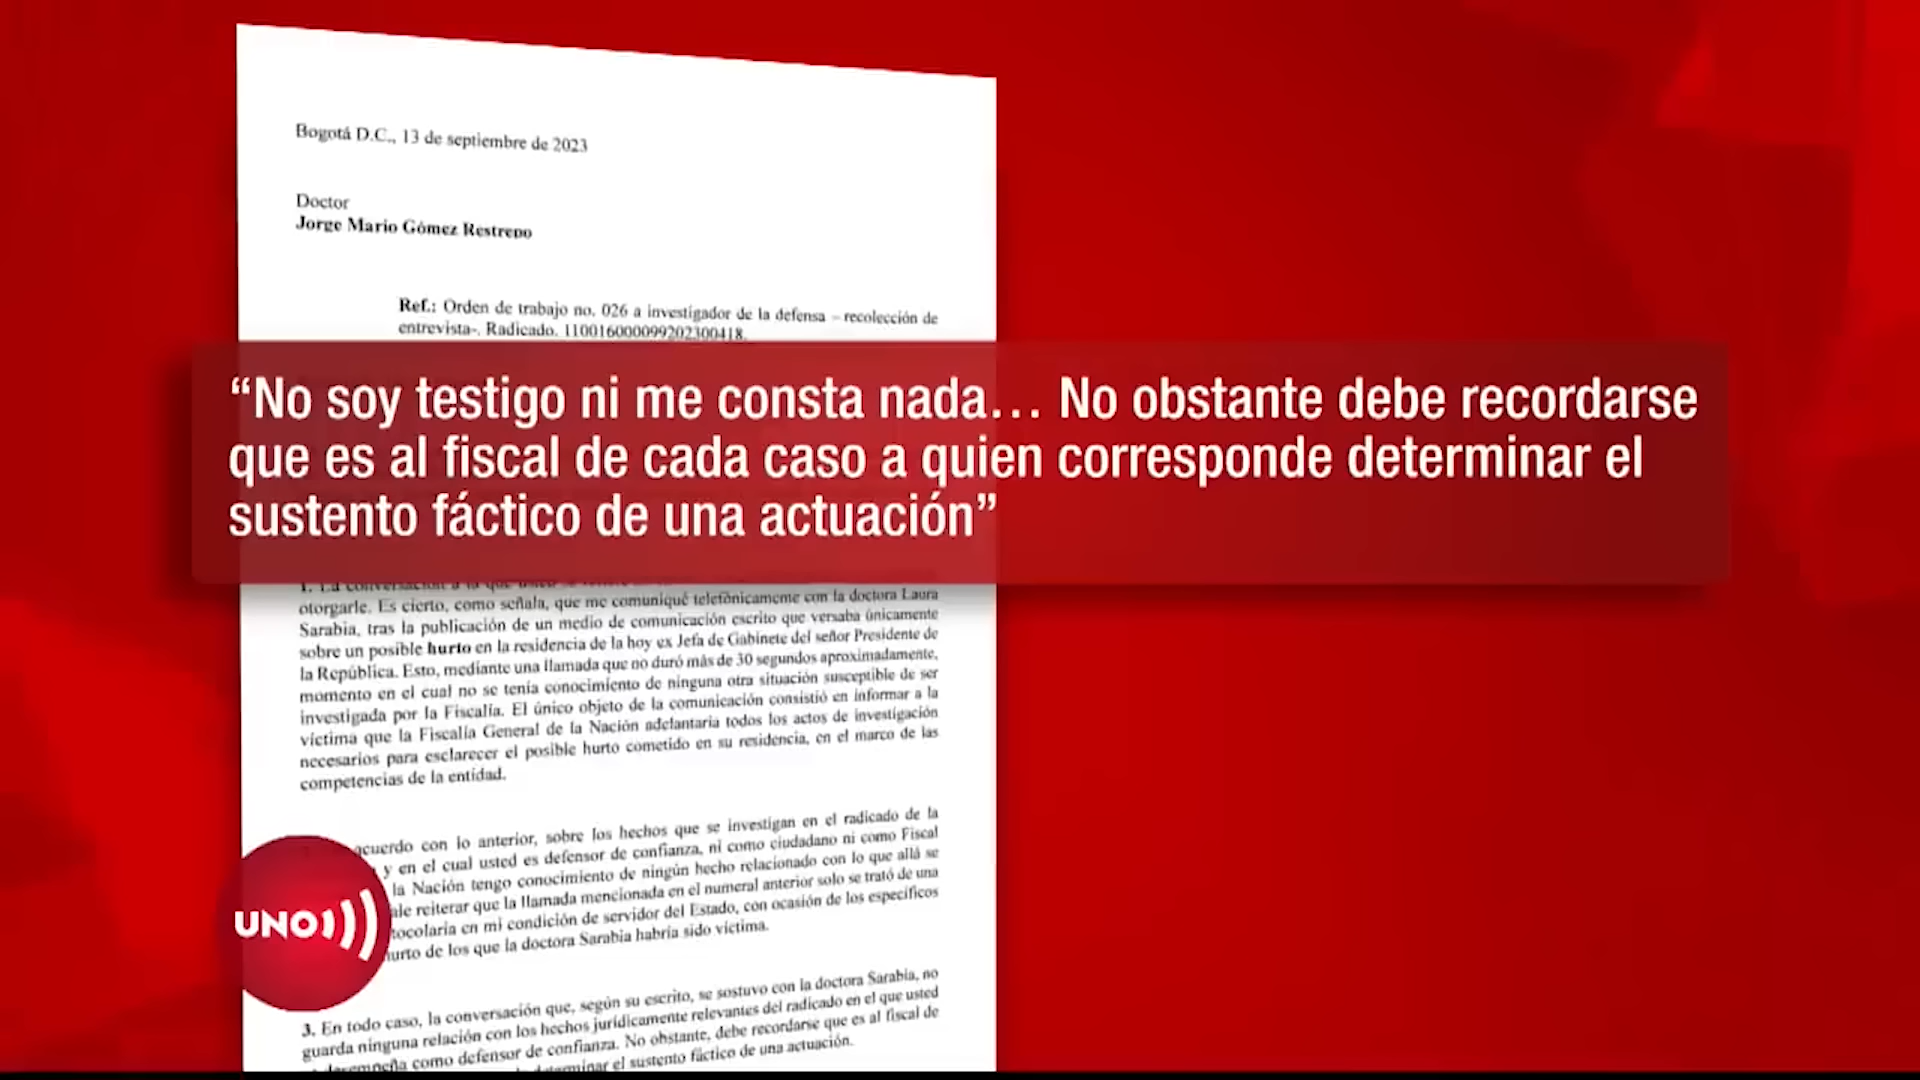 Bogotá D.C., 13 de septiembre de 2023
Doctor
Jorge Mario Gómez Restrepo
Ref.: Orden de trabajo no. 026 a investigador de la defensa – recolección de
entrevista-. Radicado. 110016000099202300418.
“No soy testigo ni me consta nada… No obstante debe recordarse
que es al fiscal de cada caso a quien corresponde determinar el
sustento fáctico de una actuación”
1. La conversación a la que usted se
otorgarle. Es cierto, como señala, que me comuniqué telefónicamente con la doctora Laura
Sarabia, tras la publicación de un medio de comunicación escrito que versaba únicamente
sobre un posible hurto en la residencia de la hoy ex Jefa de Gabinete del señor Presidente de
la República. Esto, mediante una llamada que no duró más de 30 segundos aproximadamente,
momento en el cual no se tenía conocimiento de ninguna otra situación susceptible de ser
investigada por la Fiscalía. El único objeto de la comunicación consistió en informar a la
víctima que la Fiscalía General de la Nación adelantaría todos los actos de investigación
necesarios para esclarecer el posible hurto cometido en su residencia, en el marco de las
competencias de la entidad.
acuerdo con lo anterior, sobre los hechos que se investigan en el radicado de la
y en el cual usted es defensor de confianza, ni como ciudadano ni como Fiscal
la Nación tengo conocimiento de ningún hecho relacionado con lo que allá se
ale reiterar que la llamada mencionada en el numeral anterior solo se trató de una
tocolaria en mi condición de servidor del Estado, con ocasión de los específicos
urto de los que la doctora Sarabia habría sido víctima.
UNO
3. En todo caso, la conversación que, según su escrito, se sostuvo con la doctora Sarabia, no
guarda ninguna relación con los hechos jurídicamente relevantes del radicado en el que usted
desempeña como defensor de confianza. No obstante, debe recordarse que es al fiscal de
determinar el sustento fáctico de una actuación.